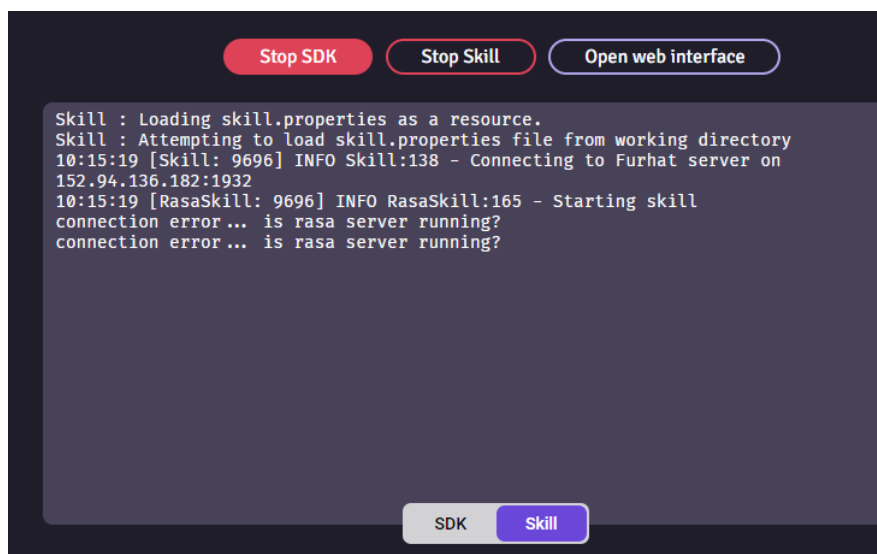 Stop SDK
Stop Skill
Open web interface
Skill : Loading skill.properties as a resource.
Skill : Attempting to load skill.properties file from working directory
10:15:19 [Skill: 9696] INFO Skill:138 - Connecting to Furhat server on
152.94.136.182:1932
10:15:19 [RasaSkill: 9696] INFO RasaSkill:165 - Starting skill
connection error... is rasa server running?
connection error... is rasa server running?
SDK
Skill